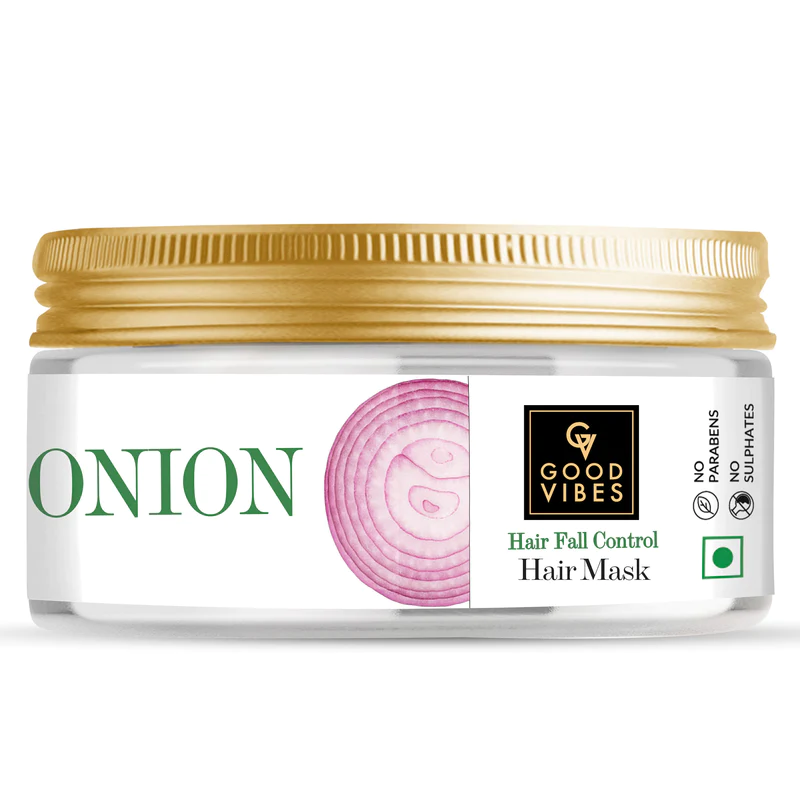 ONION
GV
GOOD
VIBES
Hair Fall Control
Hair Mask
NO
PARABENS
NO
SULPHATES